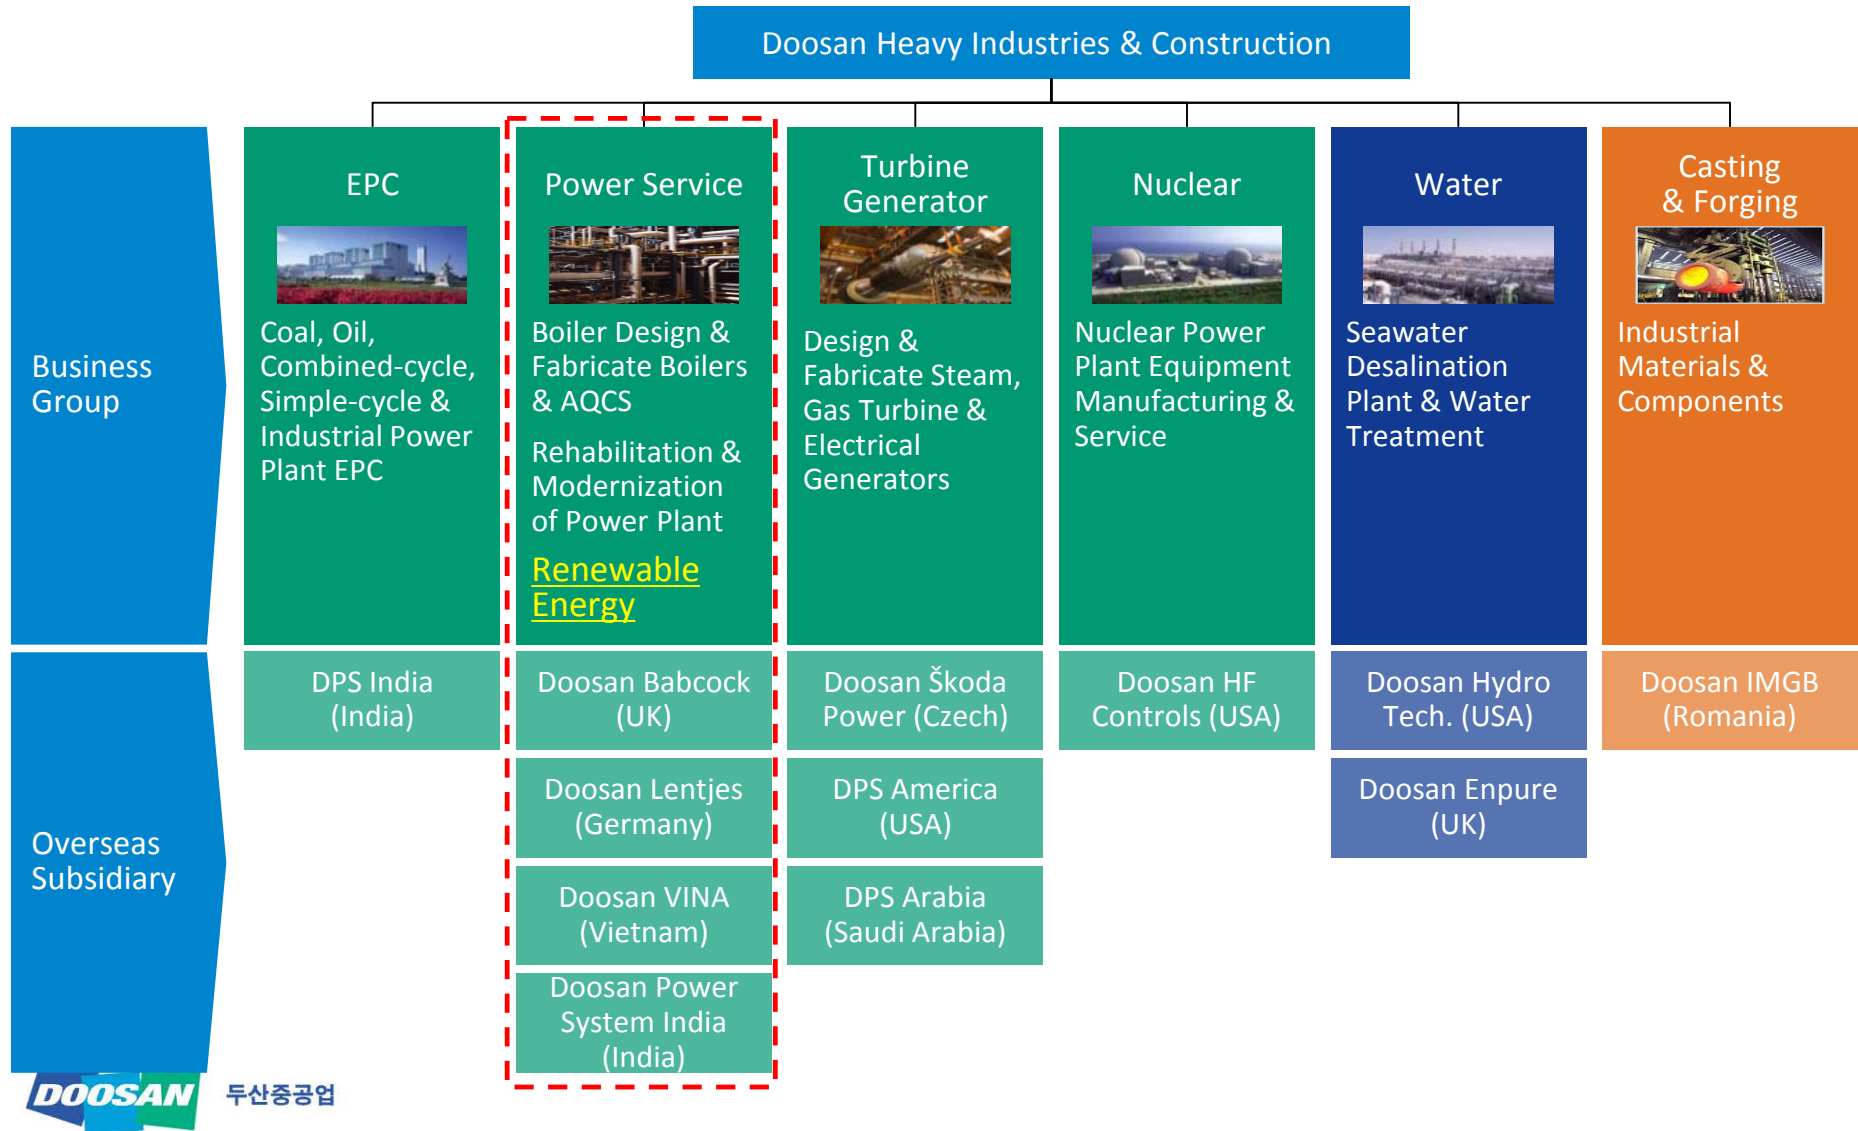 Doosan Heavy Industries & Construction
Business
Group
EPC
Coal, Oil,
Combined-cycle,
Simple-cycle &
Industrial Power
Plant EPC
Power Service
Boiler Design &
Fabricate Boilers
& AQCS
Rehabilitation &
Modernization
of Power Plant
Renewable
Energy
Turbine
Generator
Design &
Fabricate Steam,
Gas Turbine &
Electrical
Generators
Nuclear
Nuclear Power
Plant Equipment
Manufacturing &
Service
Water
Seawater
Desalination
Plant & Water
Treatment
Casting
& Forging
Industrial
Materials &
Components
Overseas
Subsidiary
DPS India
(India)
Doosan Babcock
(UK)
Doosan Lentjes
(Germany)
Doosan VINA
(Vietnam)
Doosan Power
System India
(India)
Doosan Škoda
Power (Czech)
DPS America
(USA)
DPS Arabia
(Saudi Arabia)
Doosan HF
Controls (USA)
Doosan Hydro
Tech. (USA)
Doosan Enpure
(UK)
Doosan IMGB
(Romania)
DOOSAN 두산중공업